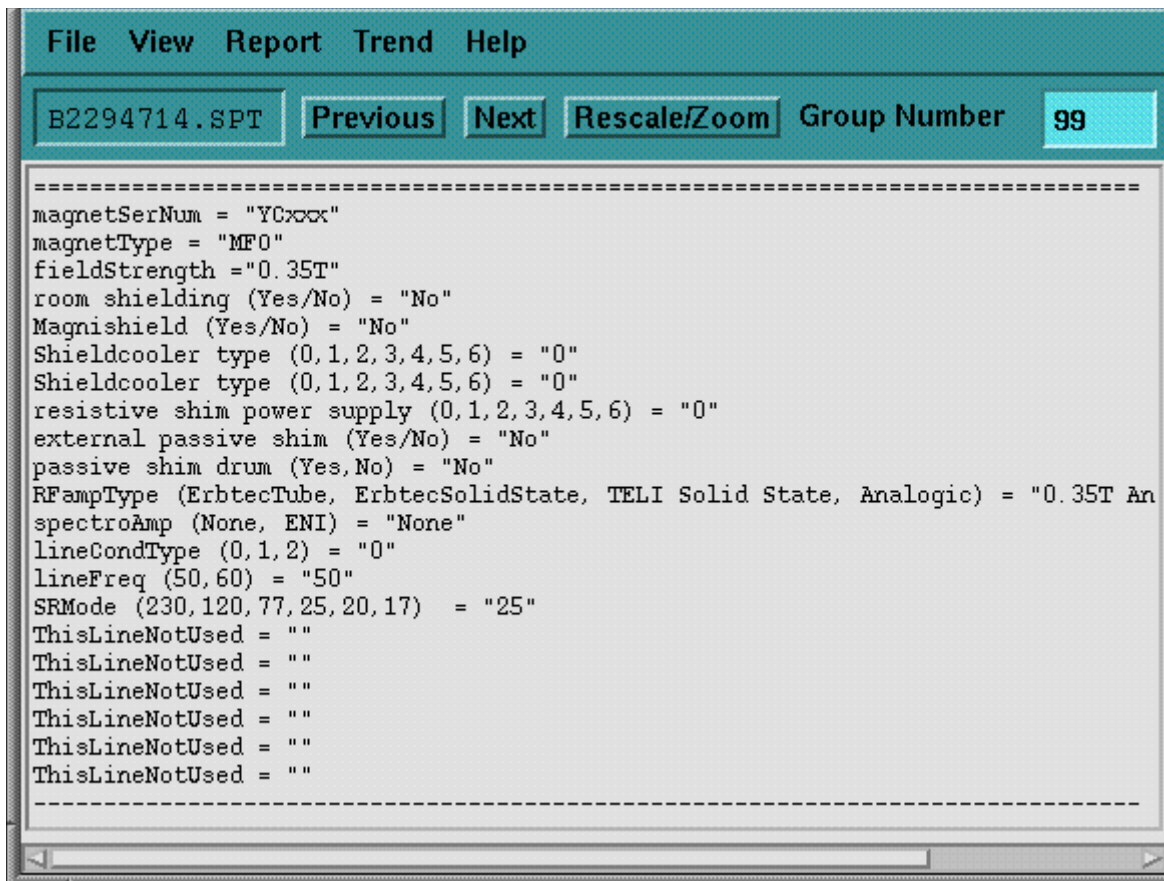 File View Report Trend Help
B2294714.SPT Previous Next Rescale/Zoom Group Number 99
===============================================================================
magnetSerNum = "YCxxx"
magnetType = "MF0"
fieldStrength ="0.35T"
room shielding (Yes/No) = "No"
Magnishield (Yes/No) = "No"
Shieldcooler type (0,1,2,3,4,5,6) = "0"
Shieldcooler type (0,1,2,3,4,5,6) = "0"
resistive shim power supply (0,1,2,3,4,5,6) = "0"
external passive shim (Yes/No) = "No"
passive shim drum (Yes,No) = "No"
RFampType (ErbtecTube, ErbtecSolidState, TELI Solid State, Analogic) = "0.35T An
spectroAmp (None, ENI) = "None"
lineCondType (0,1,2) = "0"
lineFreq (50,60) = "50"
SRMode (230,120,77,25,20,17)  = "25"
ThisLineNotUsed = ""
ThisLineNotUsed = ""
ThisLineNotUsed = ""
ThisLineNotUsed = ""
ThisLineNotUsed = ""
ThisLineNotUsed = ""
-------------------------------------------------------------------------------